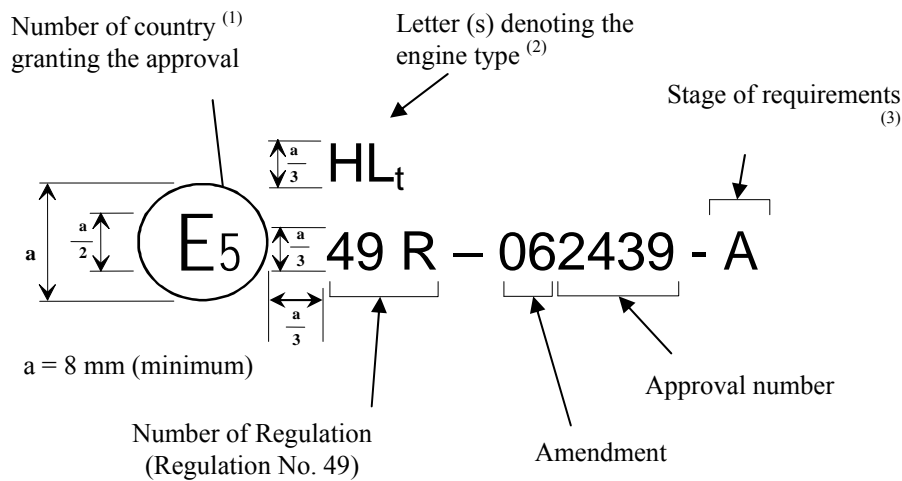 Number of country (1)
granting the approval
Letter (s) denoting the
engine type (2)
Stage of requirements
(3)
a
3
HLt
a
a
2
E5
a
3
49 R – 062439 - A
a
3
a = 8 mm (minimum)
Approval number
Number of Regulation
(Regulation No. 49)
Amendment